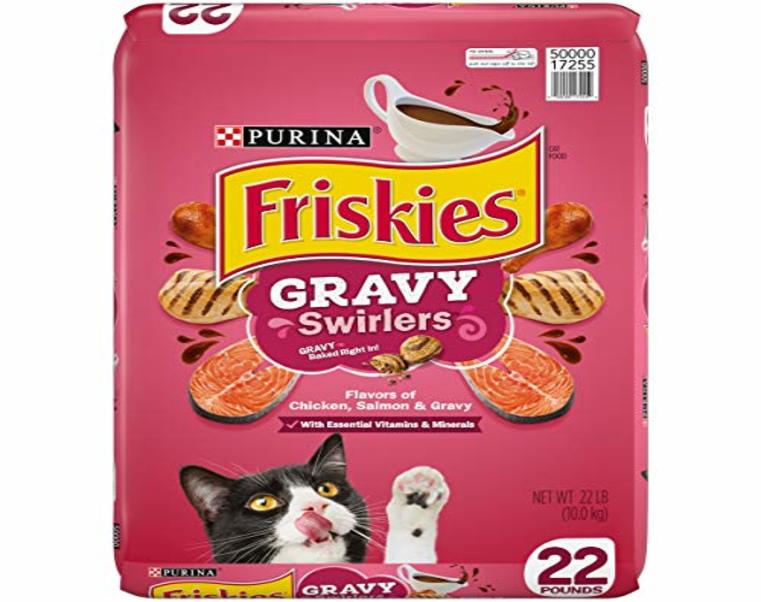 22
50000
17255
PURINA
CAT
FOOD
Friskies
GRAVY
Swirlers
GRAVY
Baked Right In!
Flavors of
Chicken, Salmon & Gravy
With Essential Vitamins & Minerals
NET WT 22 LB
(10.0 kg)
22
POUNDS
PURINA
Friskies
GRAVY
Swirlers